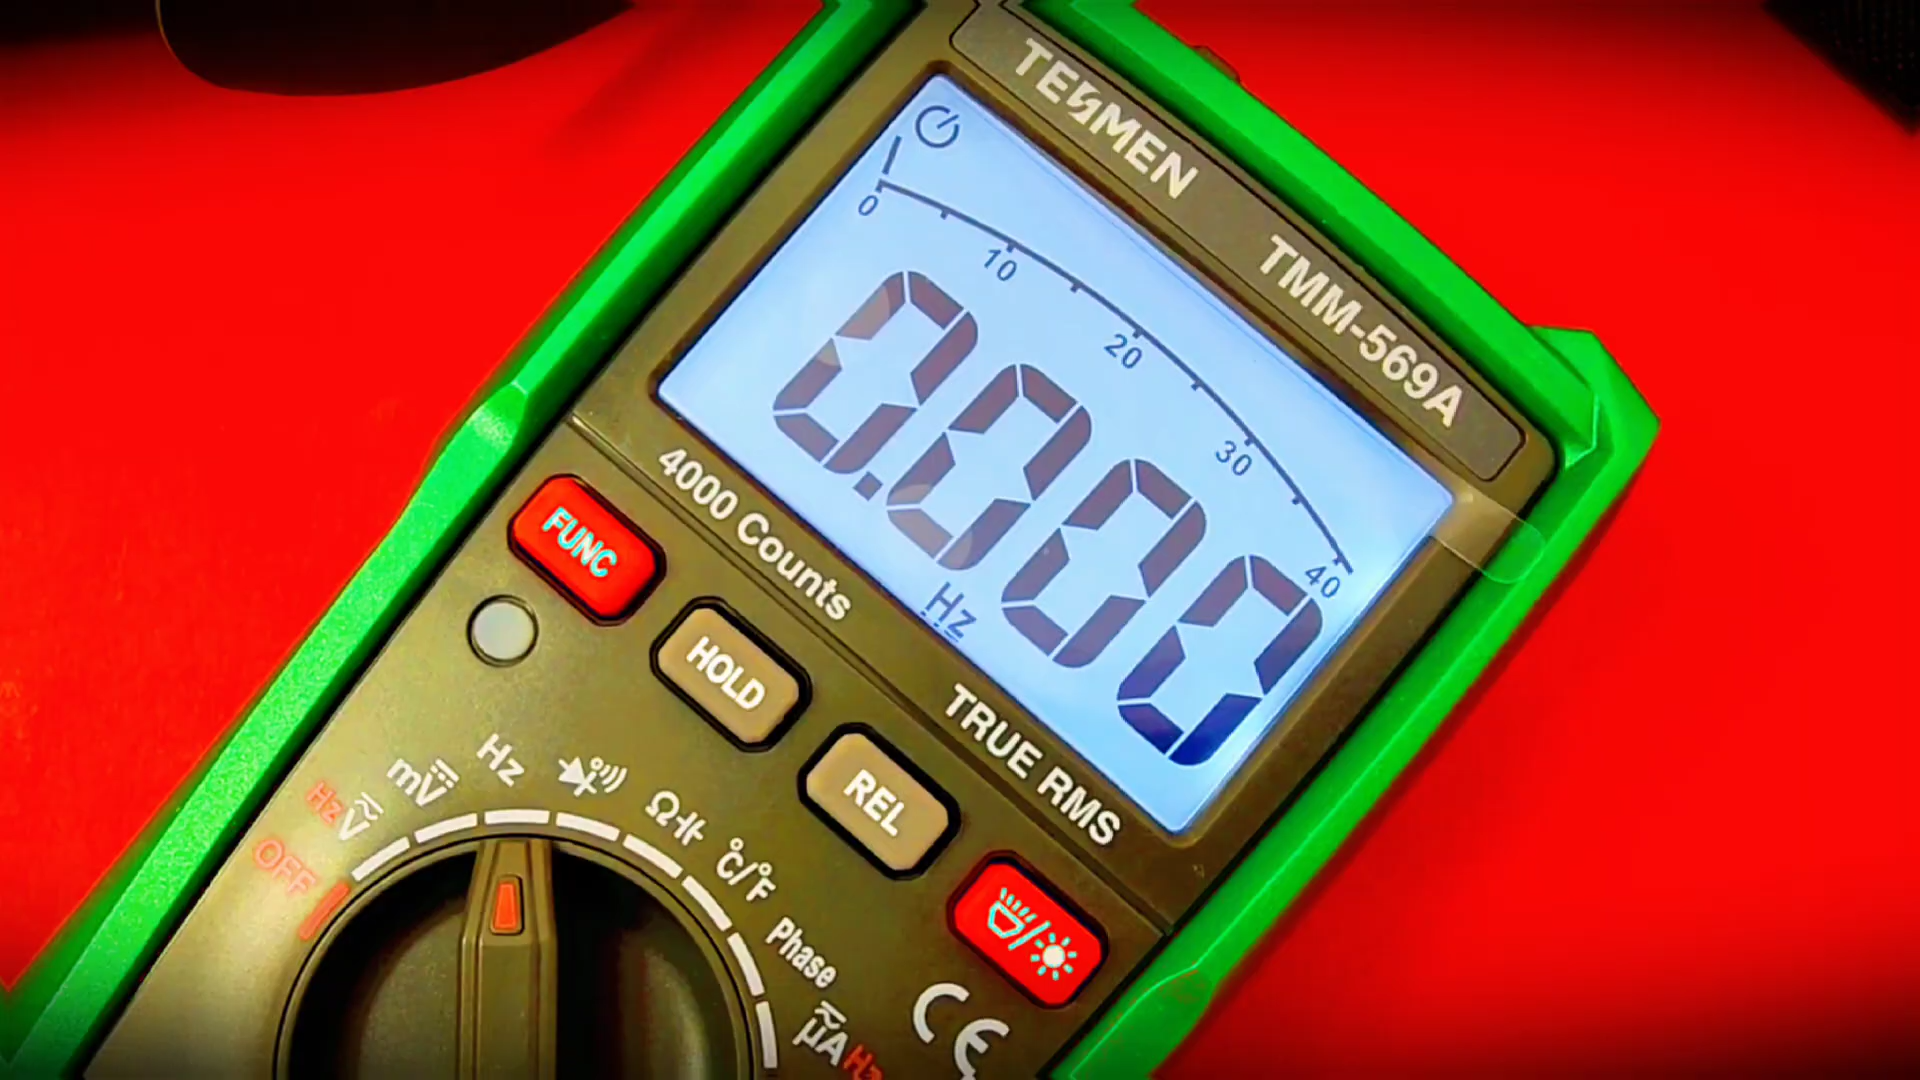 TESMEN
TMM-569A
0
10
20
30
40
0.000
Hz
4000 Counts
TRUE RMS
FUNC
HOLD
REL
OFF
Hz V
mV
Hz
Ω
°C/°F
Phase
µA Hz
CE